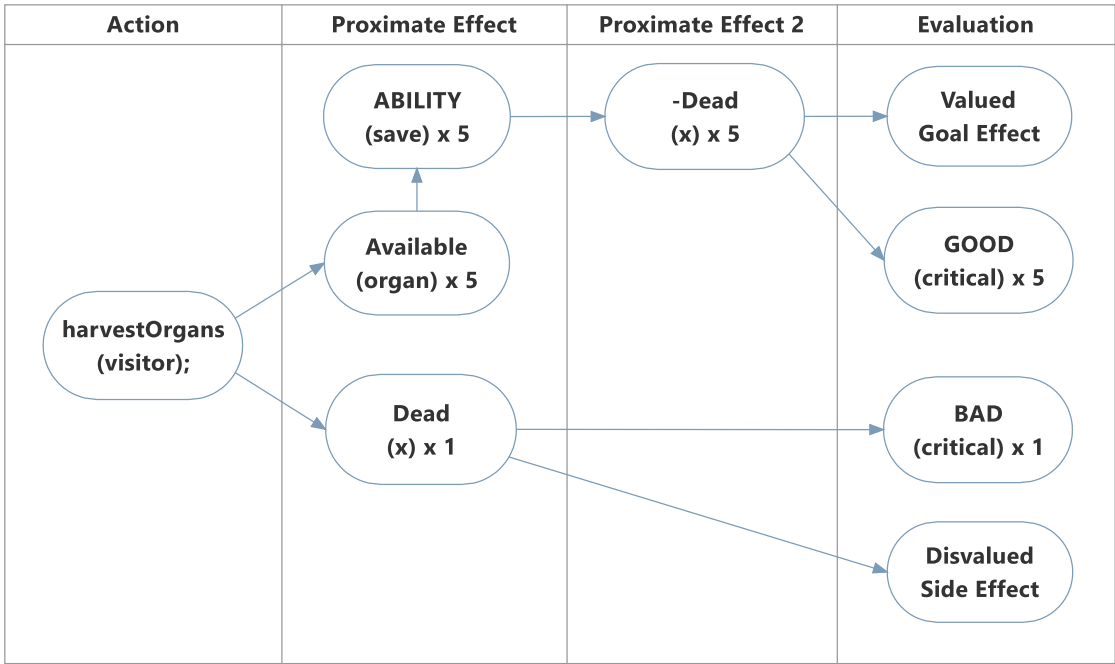 Action
Proximate Effect
Proximate Effect 2
Evaluation
harvestOrgans
(visitor);
ABILITY
(save) x 5
Available
(organ) x 5
Dead
(x) x 1
-Dead
(x) x 5
Valued
Goal Effect
GOOD
(critical) x 5
BAD
(critical) x 1
Disvalued
Side Effect